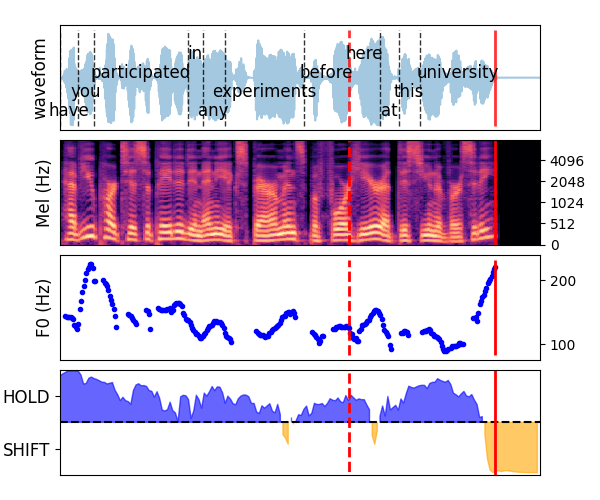 waveform
in
here
participated
before
university
you
experiments
this
have
any
at
Mel (Hz)
4096
2048
1024
512
0
F0 (Hz)
200
100
HOLD
SHIFT